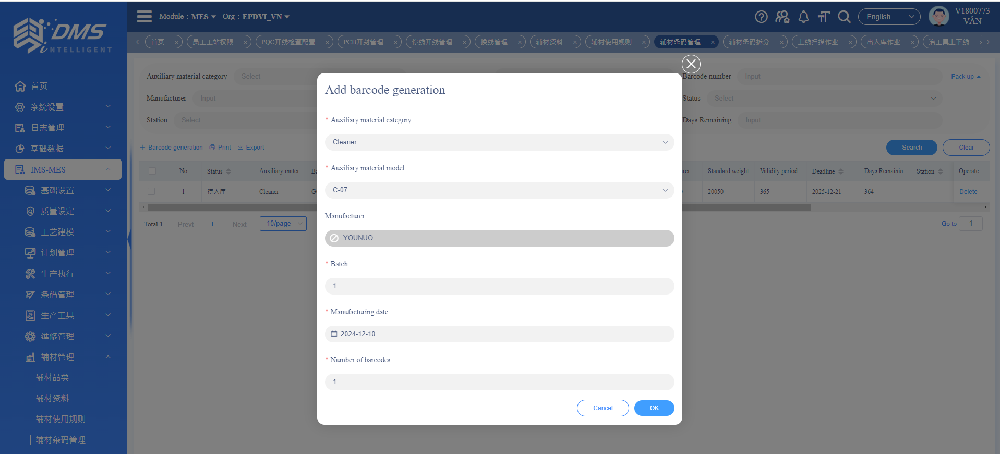 DMS
iNTELLIGENT
Module : MES Org : EPDVI_VN
English
V1800773
VÂN
首页 × 员工工站权限 × PQC开线检查配置 × PCB开封管理 × 停线开线管理 × 换线管理 × 辅材资料 × 辅材使用规则 × 辅材条码管理 × 辅材条码拆分 × 上线扫描作业 × 出入库作业 × 治工具上下线 ×
首页
系统设置
日志管理
基础数据
IMS-MES
基础设置
质量设定
工艺建模
计划管理
生产执行
条码管理
生产工具
维修管理
辅材管理
辅材品类
辅材资料
辅材使用规则
辅材条码管理
Auxiliary material category Select
Barcode number Input Pack up
Manufacturer Input
Status Select
Station Select
Days Remaining Input
+ Barcode generation Print Export
Search Clear
No Status Auxiliary mater Ba
rer Standard weight Validity period Deadline Days Remainin Station Operate
1 待入库 Cleaner
20050 365 2025-12-21 364 Delete
Total 1 Prevt 1 Next 10/page
Go to 1
Add barcode generation
* Auxiliary material category
Cleaner
* Auxiliary material model
C-07
Manufacturer
YOUNUO
* Batch
1
* Manufacturing date
2024-12-10
* Number of barcodes
1
Cancel OK